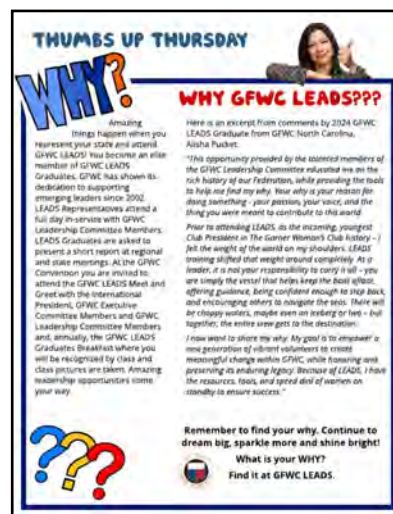 THUMBS UP THURSDAY
WHY?
Amazing
things happen when you
represent your state and attend
GFWC LEADS! You become an elite
member of GFWC LEADS
Graduates. GFWC has shown its
dedication to supporting
emerging leaders since 2002.
LEADS Representatives attend a
full day in-service with GFWC
Leadership Committee Members.
LEADS Graduates are asked to
present a short report at regional
and state meetings. At the GFWC
Convention you are invited to
attend the GFWC LEADS Meet and
Greet with the International
President, GFWC Executive
Committee Members and GFWC
Leadership Committee Members
and, annually, the GFWC LEADS
Graduates Breakfast where you
will be recognized by class and
class pictures are taken. Amazing
leadership opportunities come
your way.
???
WHY GFWC LEADS???
Here is an excerpt from comments by 2024 GFWC
LEADS Graduate from GFWC North Carolina,
Alisha Pucket.
"This opportunity provided by the talented members of
the GFWC Leadership Committee educated me on the
rich history of our Federation, while providing the tools
to help me find my why. Your why is your reason for
doing something - your passion, your voice, and the
thing you were meant to contribute to this world.
Prior to attending LEADS, as the incoming, youngest
Club President in The Garner Woman's Club history – I
felt the weight of the world on my shoulders. LEADS
training shifted that weight around completely. As a
leader, it is not your responsibility to carry it all – you
are simply the vessel that helps keep the boat afloat,
offering guidance, being confident enough to step back,
and encouraging others to navigate the seas. There will
be choppy waters, maybe even an iceberg or two – but
together, the entire crew gets to the destination.
I now want to share my why. My goal is to empower a
new generation of vibrant volunteers to create
meaningful change within GFWC, while honoring and
preserving its enduring legacy. Because of LEADS, I have
the resources, tools, and speed dial of women on
standby to ensure success."
Remember to find your why. Continue to
dream big, sparkle more and shine bright!
What is your WHY?
Find it at GFWC LEADS.